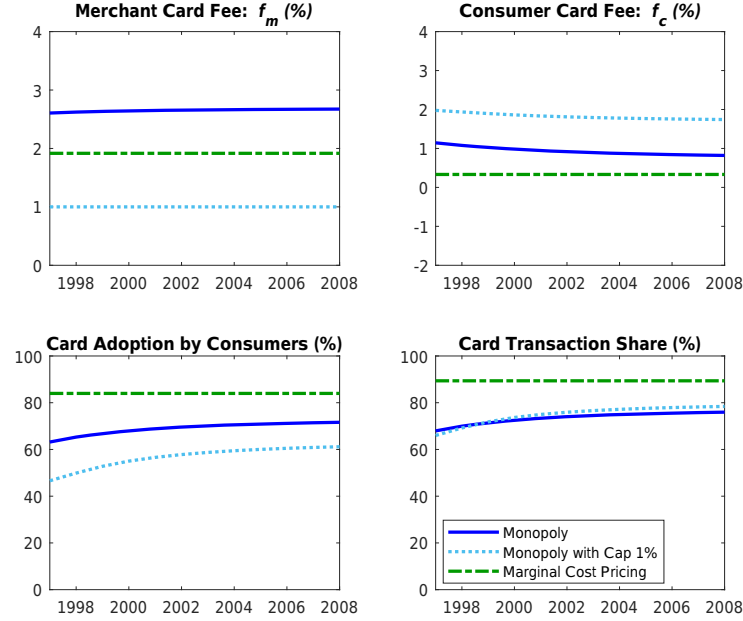 Merchant Card Fee: f_m (%)
4
3
2
1
0
1998 2000 2002 2004 2006 2008
Consumer Card Fee: f_c (%)
4
3
2
1
0
-1
-2
1998 2000 2002 2004 2006 2008
Card Adoption by Consumers (%)
100
80
60
40
20
0
1998 2000 2002 2004 2006 2008
Card Transaction Share (%)
100
80
60
40
20
0
Monopoly
Monopoly with Cap 1%
Marginal Cost Pricing
1998 2000 2002 2004 2006 2008